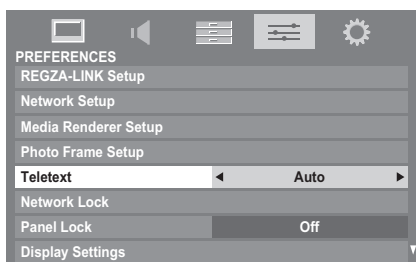 PREFERENCES
REGZA-LINK Setup
Network Setup
Media Renderer Setup
Photo Frame Setup
Teletext Auto
Network Lock
Panel Lock Off
Display Settings